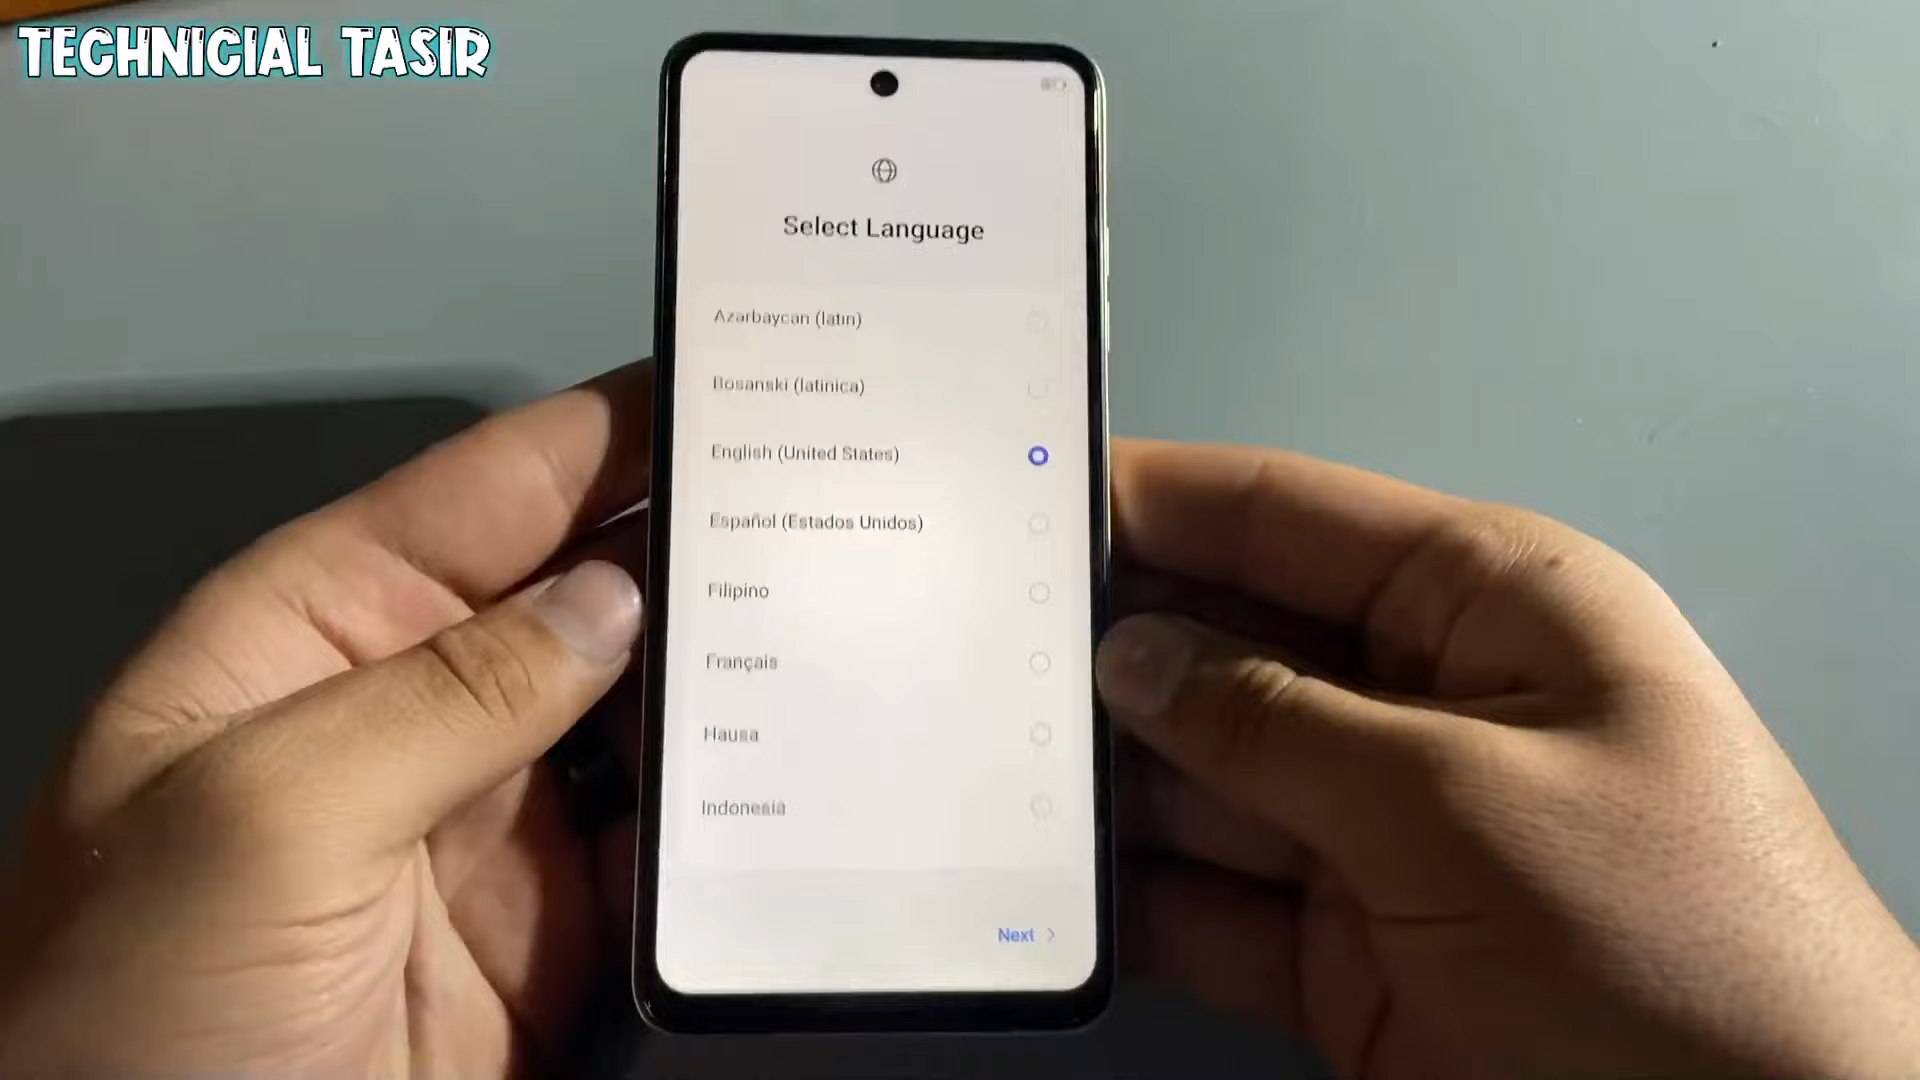 TECHNICIAL TASIR
Select Language
Azərbaycan (latın)
Bosanski (latinica)
English (United States)
Español (Estados Unidos)
Filipino
Français
Hausa
Indonesia
Next